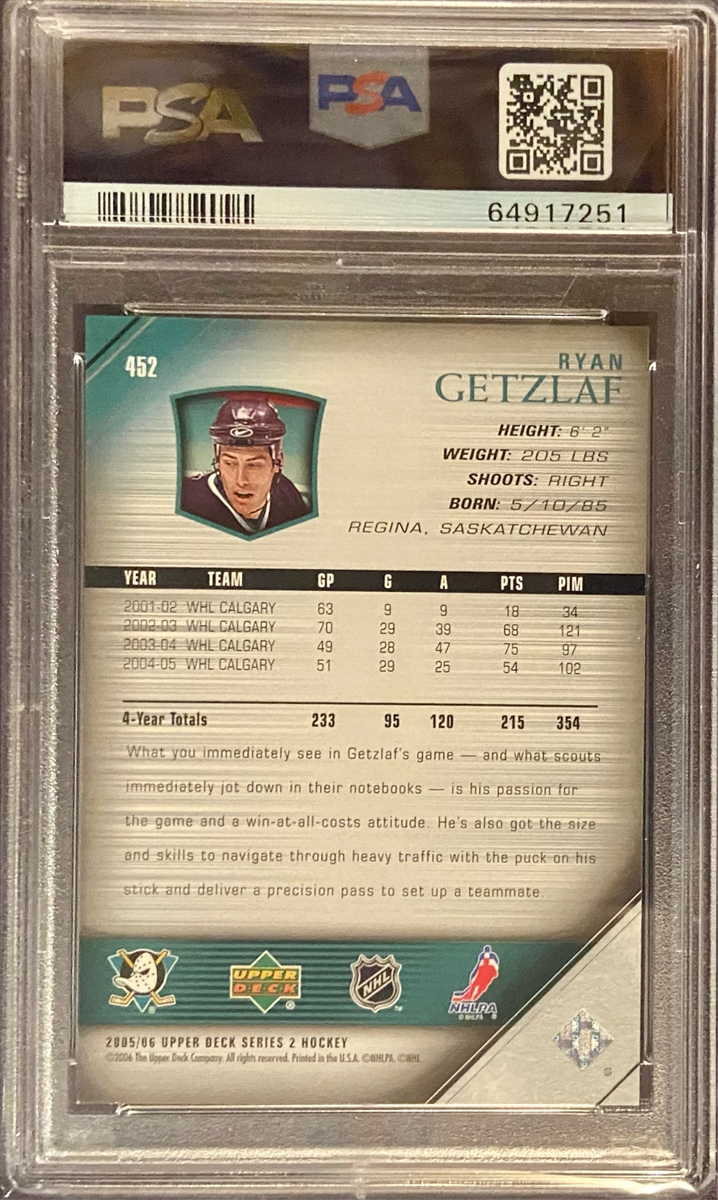 PSA
PSA
64917251
452
RYAN
GETZLAF
HEIGHT: 6' 2"
WEIGHT: 205 LBS
SHOOTS: RIGHT
BORN: 5/10/85
REGINA, SASKATCHEWAN
YEAR TEAM GP G A PTS PIM
2001-02 WHL CALGARY 63 9 9 18 34
2002-03 WHL CALGARY 70 29 39 68 121
2003-04 WHL CALGARY 49 28 47 75 97
2004-05 WHL CALGARY 51 29 25 54 102
4-Year Totals 233 95 120 215 354
What you immediately see in Getzlaf's game — and what scouts
immediately jot down in their notebooks — is his passion for
the game and a win-at-all-costs attitude. He's also got the size
and skills to navigate through heavy traffic with the puck on his
stick and deliver a precision pass to set up a teammate.
UPPER
DECK
®
NHL
TM
NHLPA
© NHLPA ®
2005/06 UPPER DECK SERIES 2 HOCKEY
©2006 The Upper Deck Company. All rights reserved. Printed in the U.S.A. ©NHLPA. ©NHL